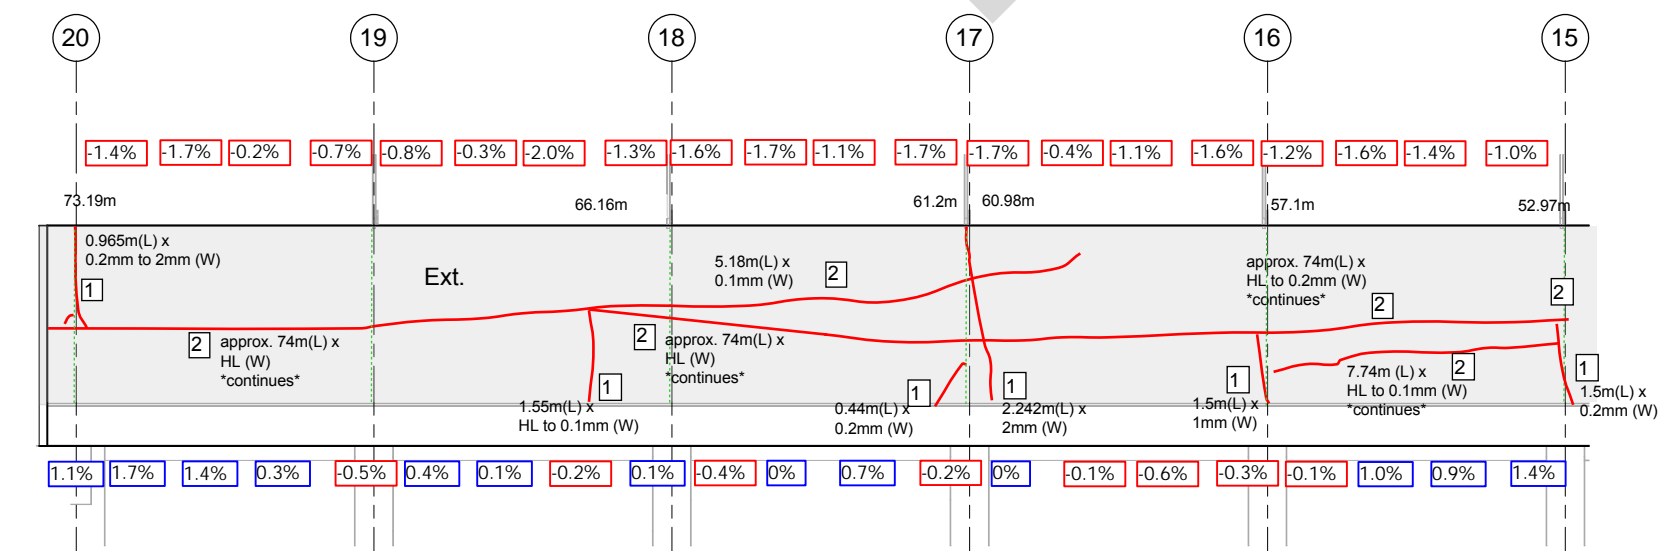 20 19 18 17 16 15
-1.4% -1.7% -0.2% -0.7% -0.8% -0.3% -2.0% -1.3% -1.6% -1.7% -1.1% -1.7% -1.7% -0.4% -1.1% -1.6% -1.2% -1.6% -1.4% -1.0%
73.19m 66.16m 61.2m 60.98m 57.1m 52.97m
0.965m(L) x
0.2mm to 2mm (W)
1
Ext.
5.18m(L) x
0.1mm (W)
2
approx. 74m(L) x
HL to 0.2mm (W)
*continues*
2
2
2
approx. 74m(L) x
HL (W)
*continues*
2
approx. 74m(L) x
HL (W)
*continues*
1
1.55m(L) x
HL to 0.1mm (W)
1
0.44m(L) x
0.2mm (W)
1
2.242m(L) x
2mm (W)
1
1.5m(L) x
1mm (W)
7.74m (L) x
HL to 0.1mm (W)
*continues*
2
1
1.5m(L) x
0.2mm (W)
1.1% 1.7% 1.4% 0.3% -0.5% 0.4% 0.1% -0.2% 0.1% -0.4% 0% 0.7% -0.2% 0% -0.1% -0.6% -0.3% -0.1% 1.0% 0.9% 1.4%